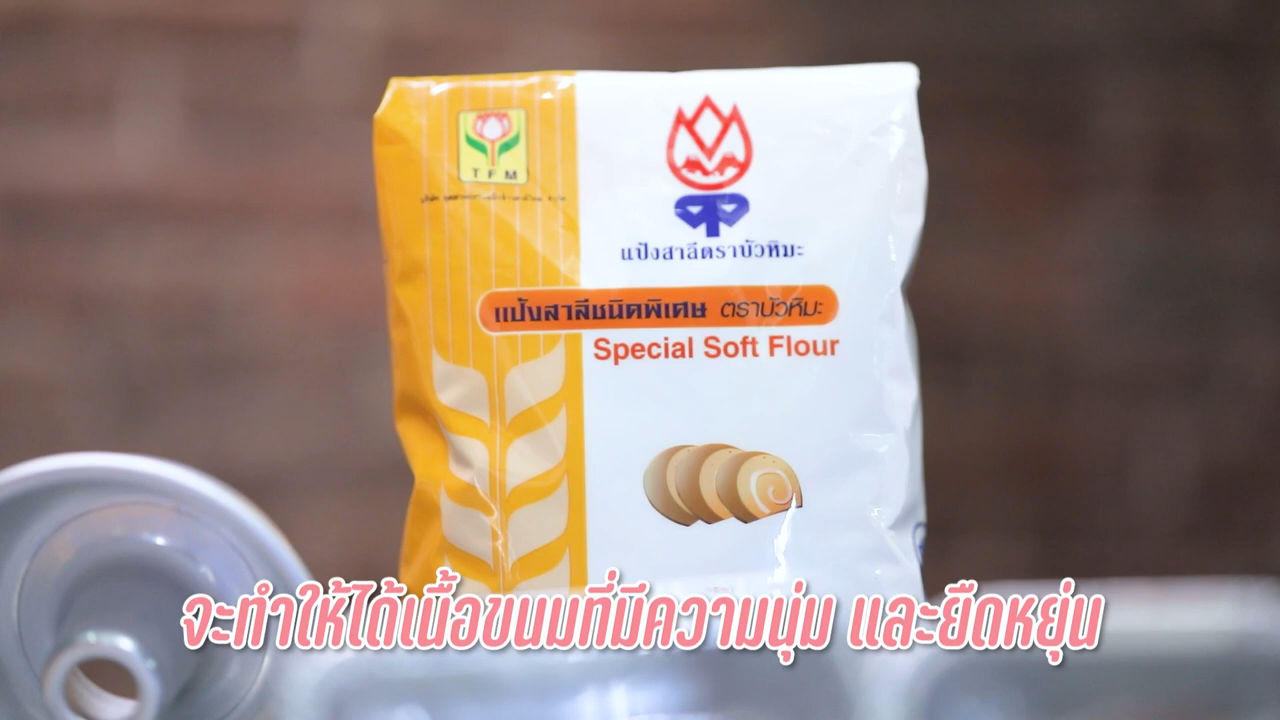 TFM
แป้งสาลีตราบัวหิมะ
แป้งสาลีชนิดพิเศษ ตราบัวหิมะ
Special Soft Flour
จะทำให้ได้เนื้อขนมที่มีความนุ่ม และยืดหยุ่น